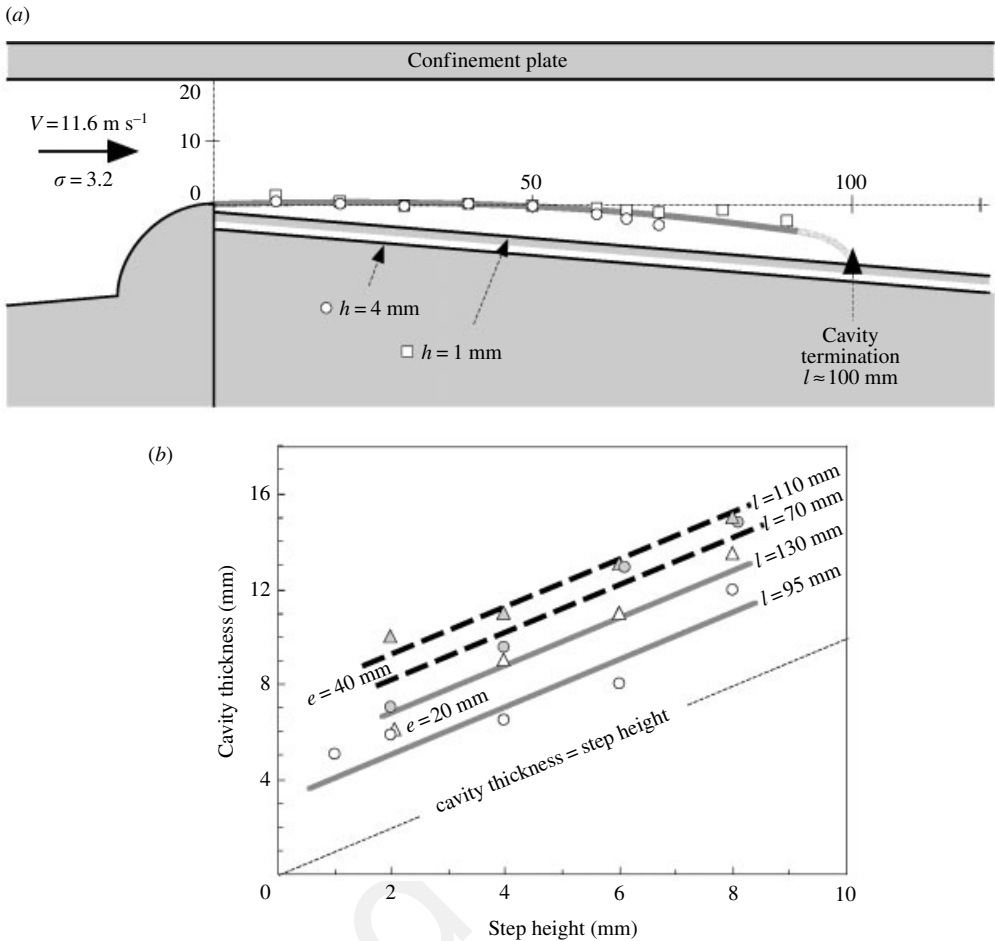 (a)
Confinement plate
20
V = 11.6 m s⁻¹
10
σ = 3.2
0
50
100
h = 4 mm
h = 1 mm
Cavity
termination
l ≈ 100 mm
(b)
16
12
8
4
0
2
4
6
8
10
Cavity thickness (mm)
Step height (mm)
l = 110 mm
l = 70 mm
l = 130 mm
l = 95 mm
e = 40 mm
e = 20 mm
cavity thickness = step height